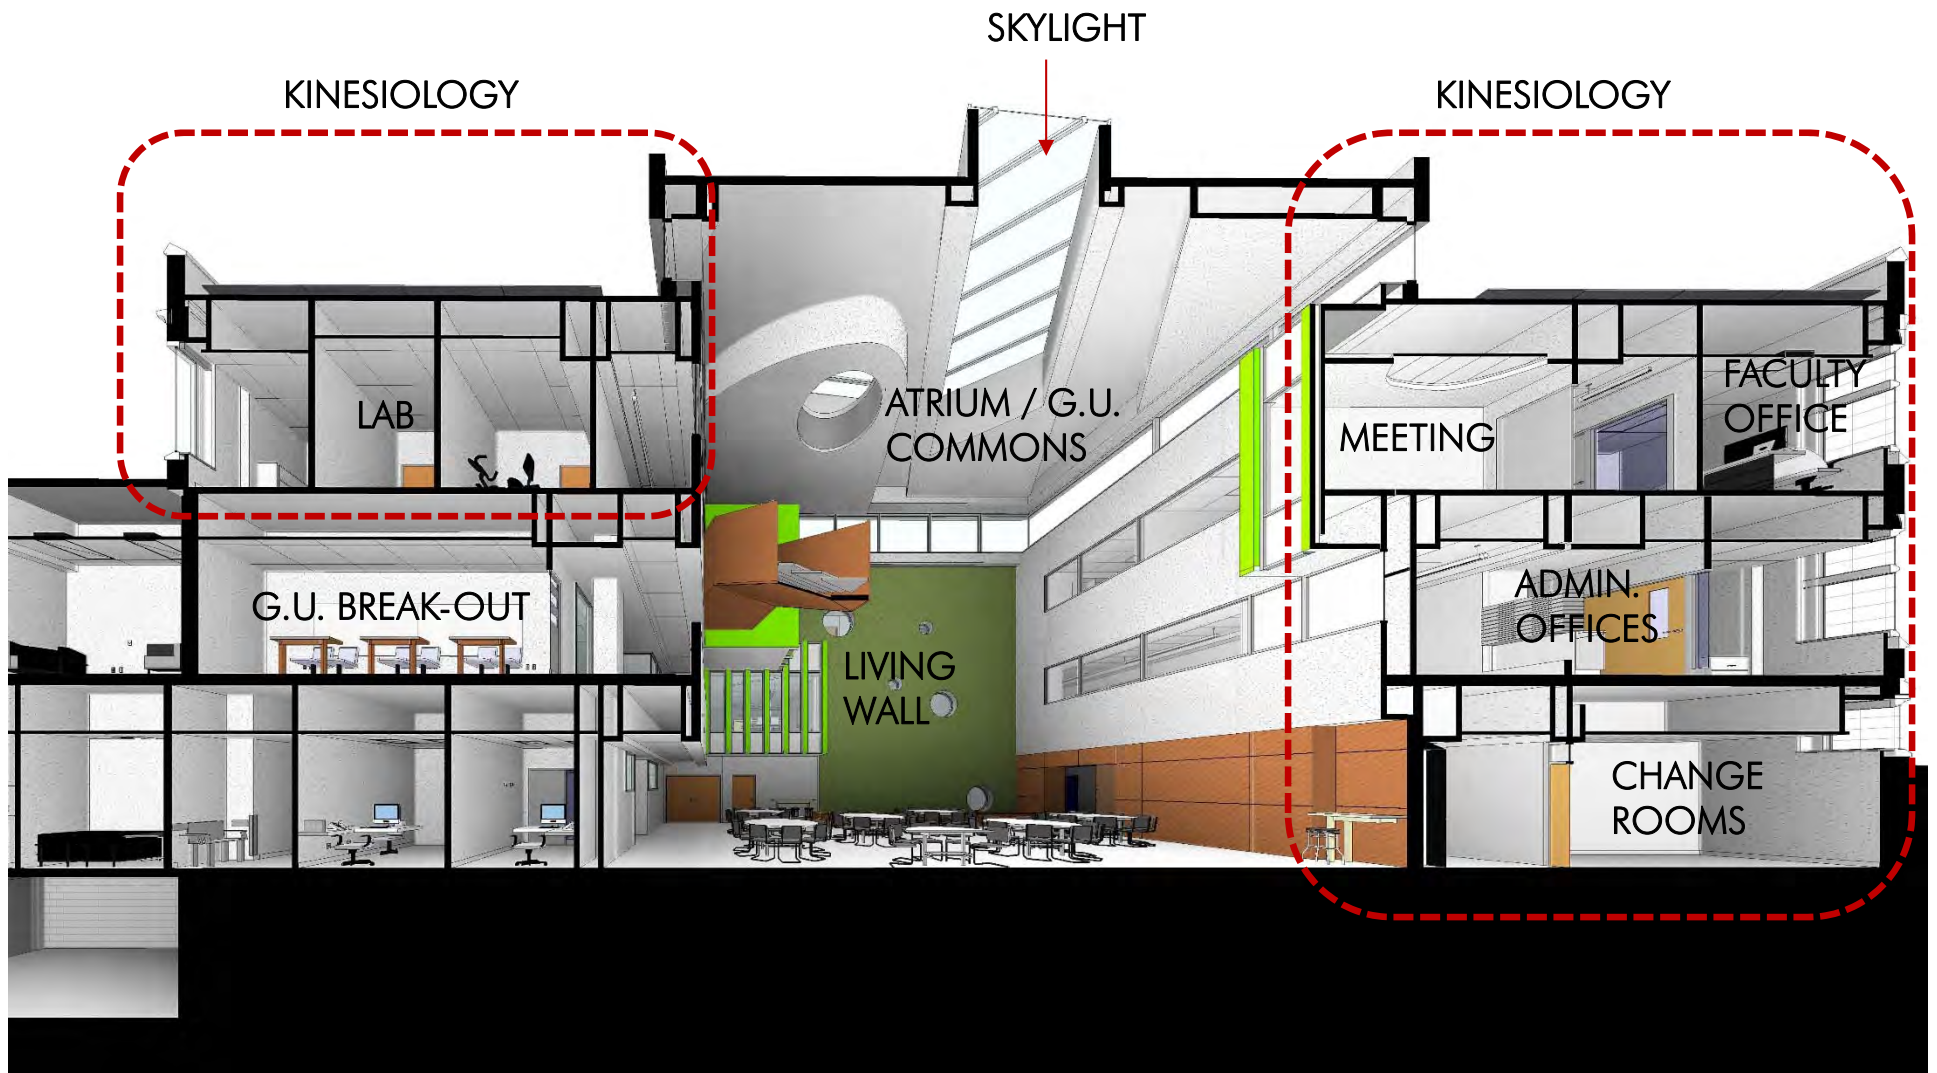 SKYLIGHT
KINESIOLOGY
KINESIOLOGY
LAB
ATRIUM / G.U.
COMMONS
MEETING
FACULTY
OFFICE
G.U. BREAK-OUT
LIVING
WALL
ADMIN.
OFFICES
CHANGE
ROOMS